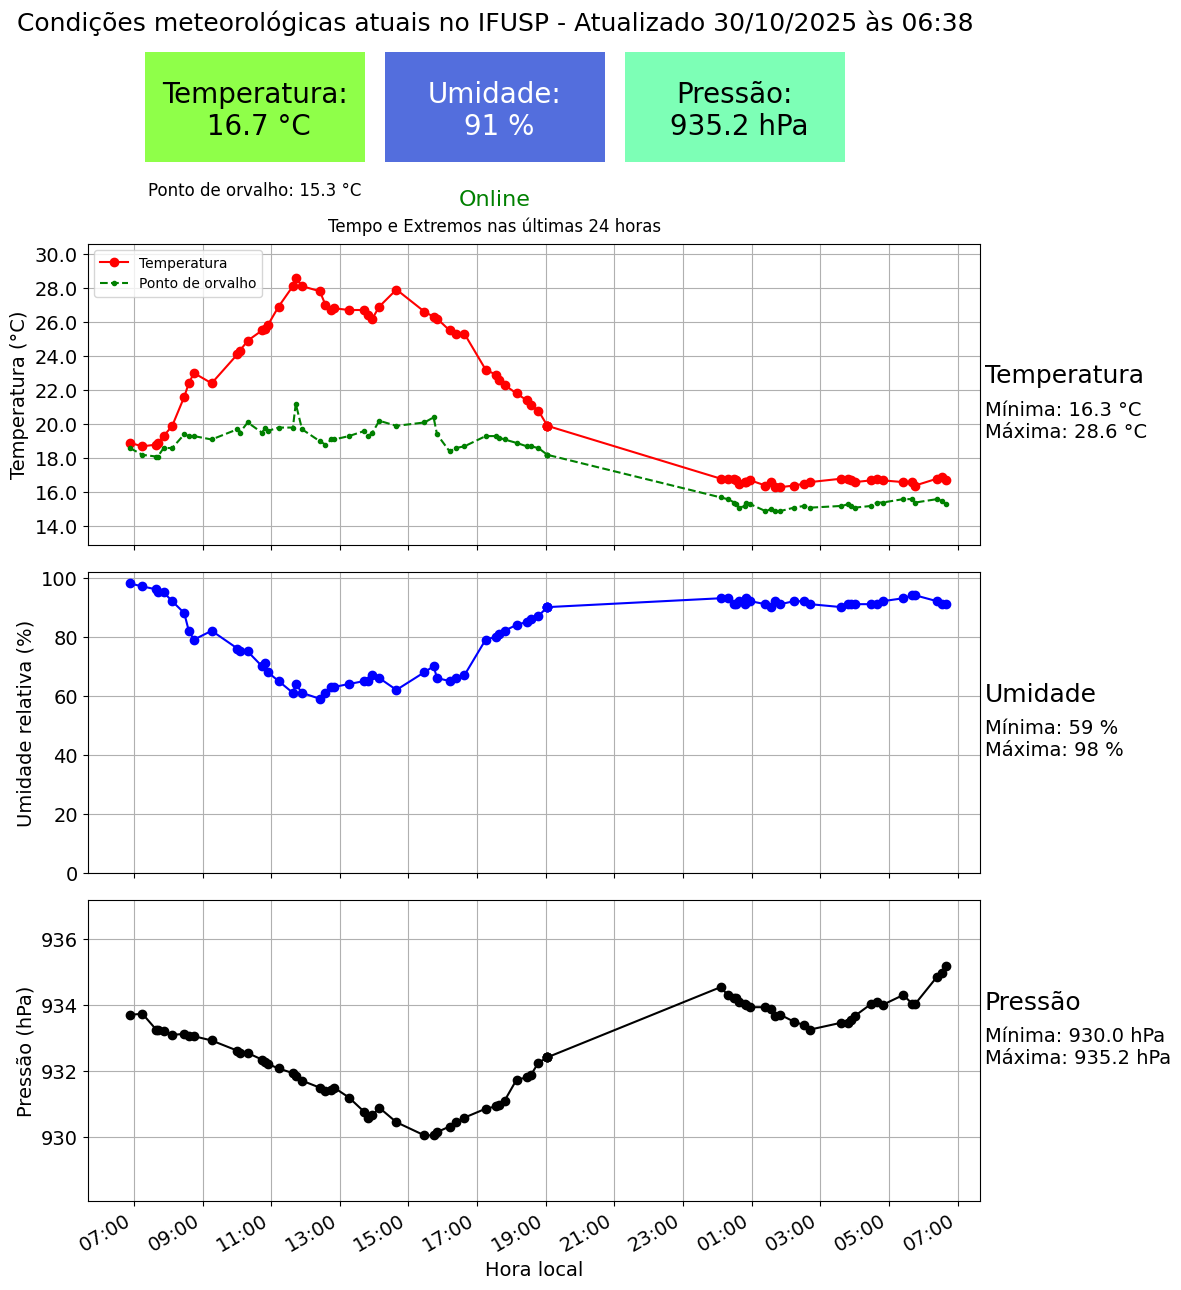 Condições meteorológicas atuais no IFUSP - Atualizado 30/10/2025 às 06:38
Temperatura:
16.7 °C
Umidade:
91 %
Pressão:
935.2 hPa
Ponto de orvalho: 15.3 °C
Online
Tempo e Extremos nas últimas 24 horas
Temperatura
Ponto de orvalho
Temperatura (°C)
30.0
28.0
26.0
24.0
22.0
20.0
18.0
16.0
14.0
Temperatura
Mínima: 16.3 °C
Máxima: 28.6 °C
Umidade relativa (%)
100
80
60
40
20
0
Umidade
Mínima: 59 %
Máxima: 98 %
Pressão (hPa)
936
934
932
930
Pressão
Mínima: 930.0 hPa
Máxima: 935.2 hPa
07:00
09:00
11:00
13:00
15:00
17:00
19:00
21:00
23:00
01:00
03:00
05:00
07:00
Hora local